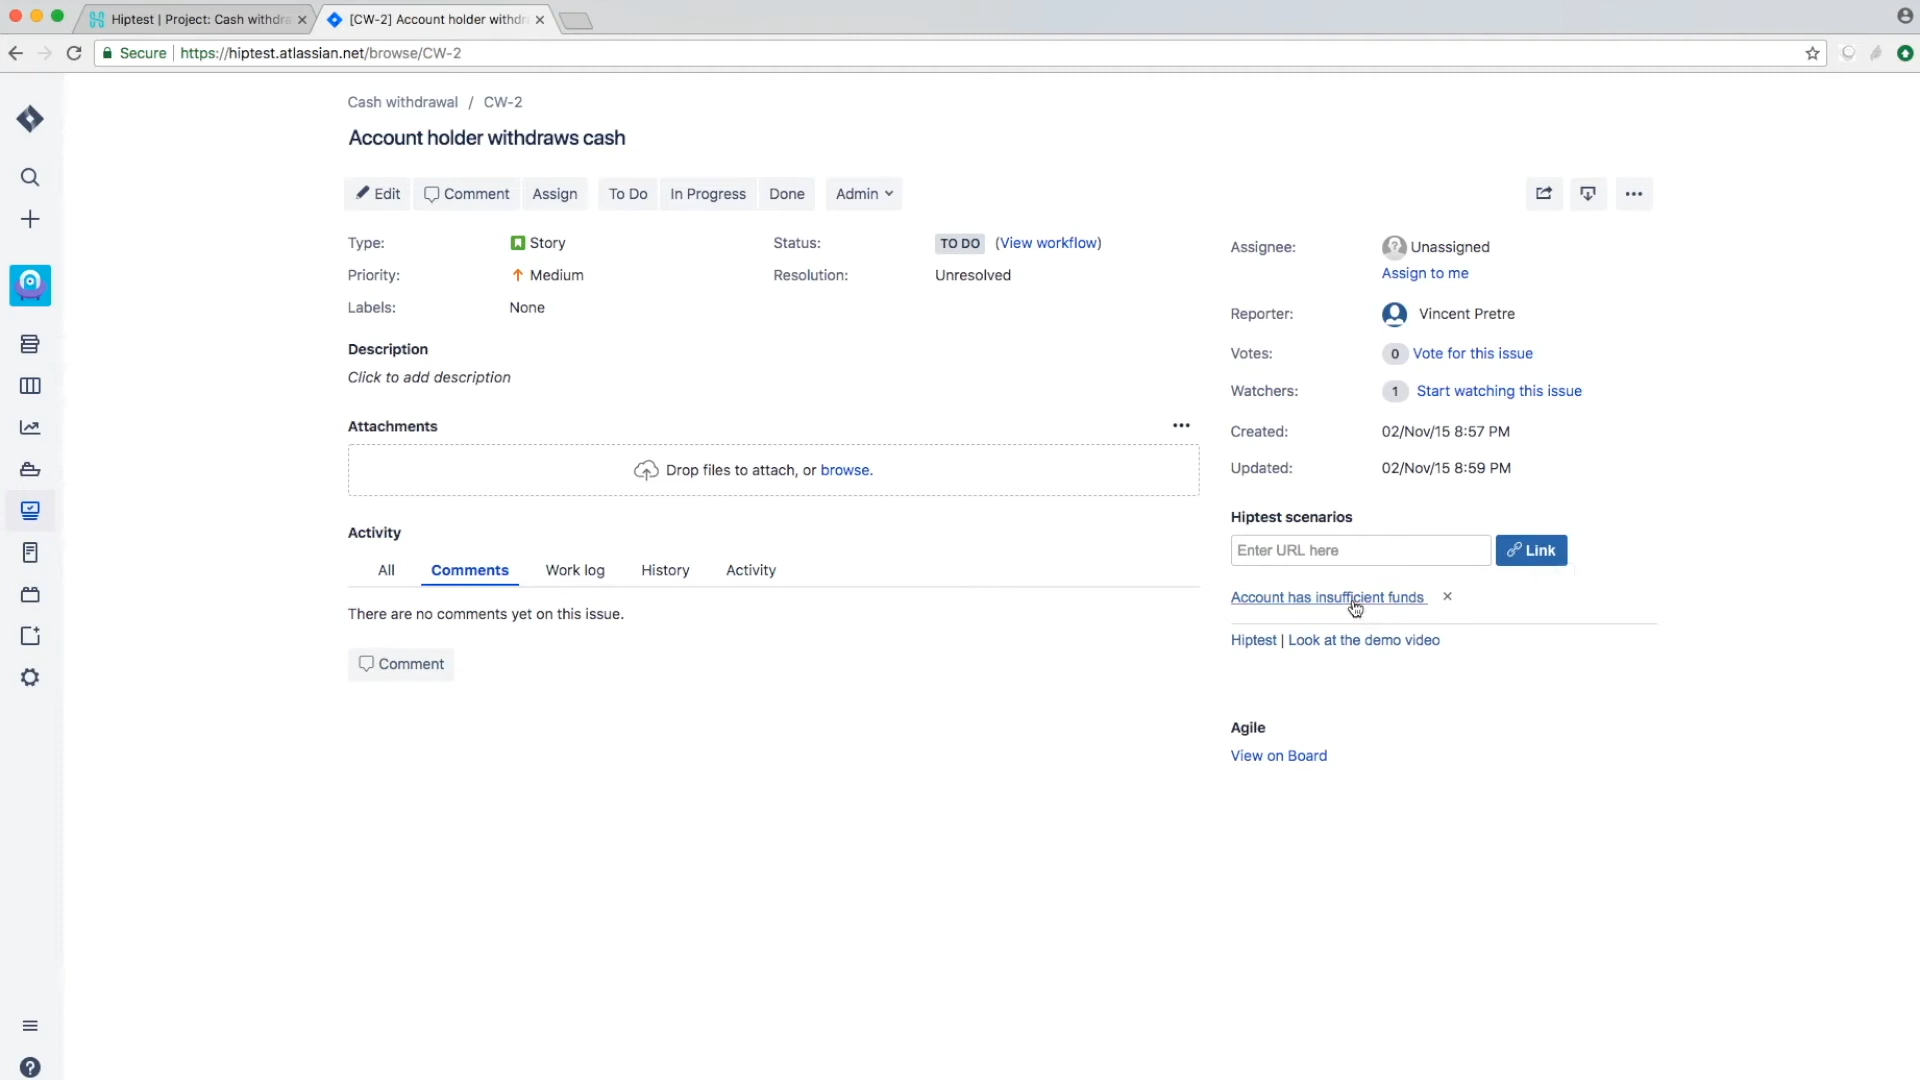 Hiptest | Project: Cash withdra
[CW-2] Account holder withdr
Secure
https://hiptest.atlassian.net/browse/CW-2
Cash withdrawal / CW-2
Account holder withdraws cash
Edit
Comment
Assign
To Do
In Progress
Done
Admin
Type:
Story
Status:
TO DO (View workflow)
Priority:
Medium
Resolution:
Unresolved
Labels:
None
Description
Click to add description
Attachments
Drop files to attach, or browse.
Activity
All
Comments
Work log
History
Activity
There are no comments yet on this issue.
Comment
Assignee:
Unassigned
Assign to me
Reporter:
Vincent Pretre
Votes:
0 Vote for this issue
Watchers:
1 Start watching this issue
Created:
02/Nov/15 8:57 PM
Updated:
02/Nov/15 8:59 PM
Hiptest scenarios
Enter URL here
Link
Account has insufficient funds
Hiptest | Look at the demo video
Agile
View on Board